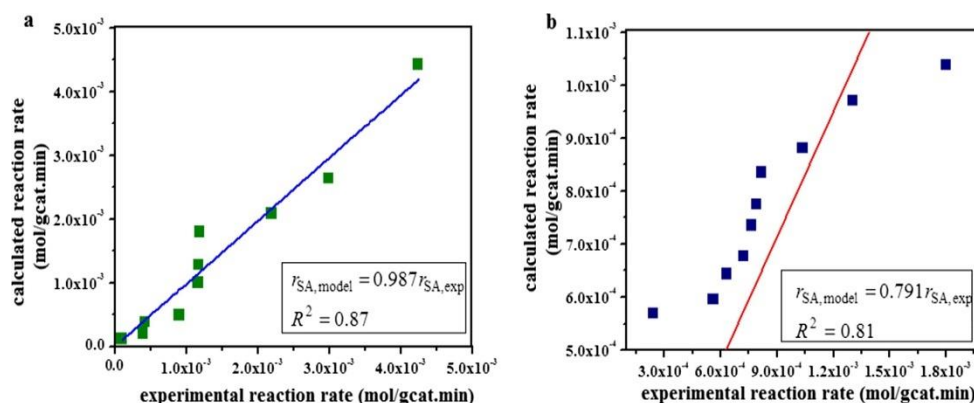 a
5.0x10⁻³
4.0x10⁻³
3.0x10⁻³
2.0x10⁻³
1.0x10⁻³
0.0
calculated reaction rate
(mol/gcat.min)
r_SA,model = 0.987r_SA,exp
R² = 0.87
0.0 1.0x10⁻³ 2.0x10⁻³ 3.0x10⁻³ 4.0x10⁻³ 5.0x10⁻³
experimental reaction rate (mol/gcat.min)
b
1.1x10⁻³
1.0x10⁻³
9.0x10⁻⁴
8.0x10⁻⁴
7.0x10⁻⁴
6.0x10⁻⁴
5.0x10⁻⁴
calculated reaction rate
(mol/gcat.min)
r_SA,model = 0.791r_SA,exp
R² = 0.81
3.0x10⁻⁴ 6.0x10⁻⁴ 9.0x10⁻⁴ 1.2x10⁻³ 1.5x10⁻³ 1.8x10⁻³
experimental reaction rate (mol/gcat.min)